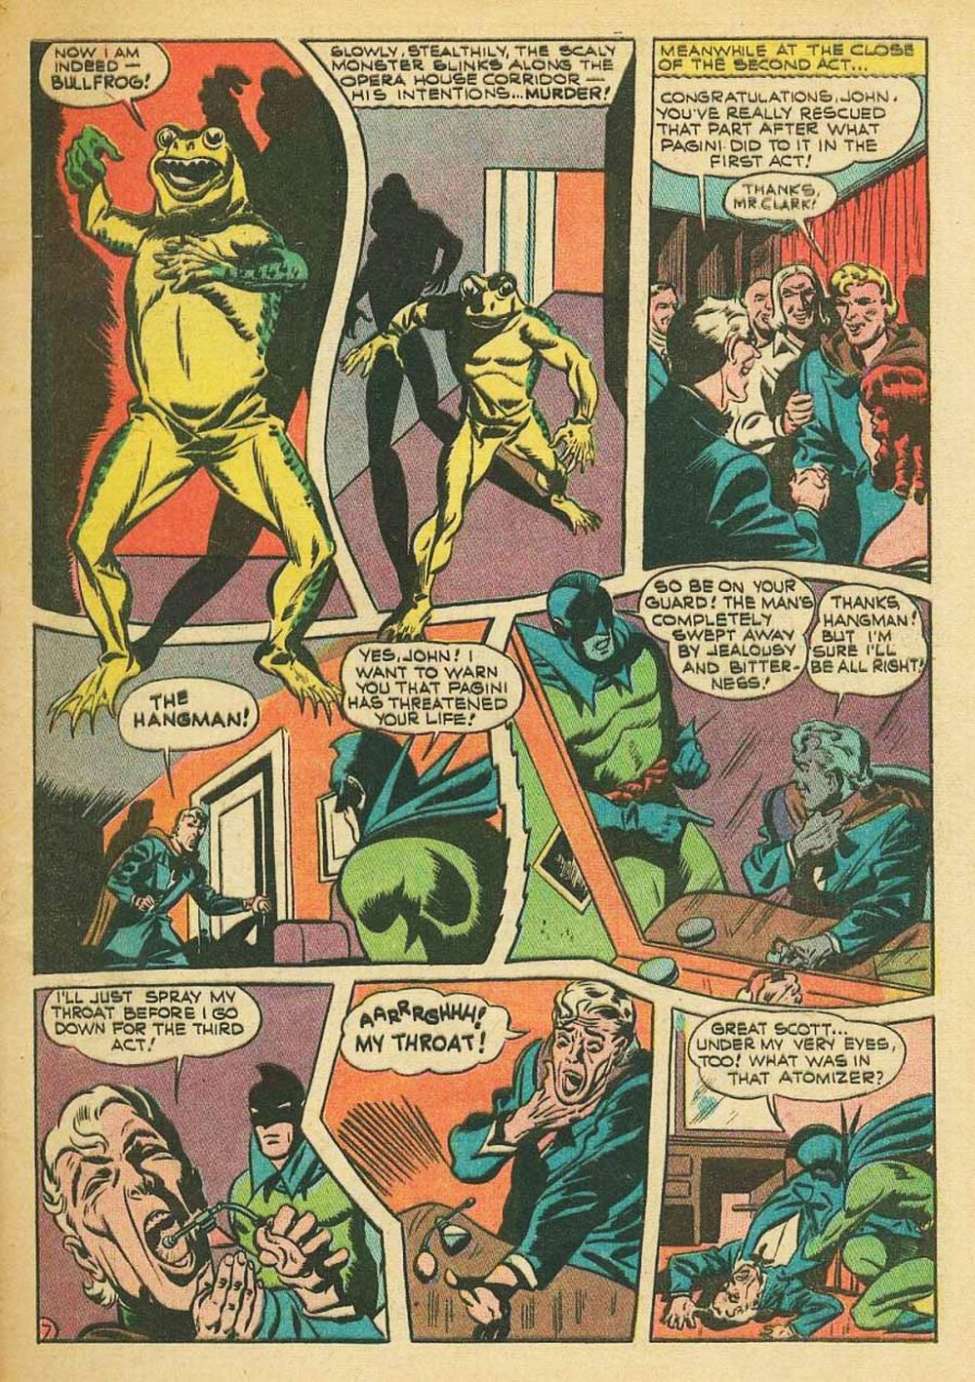 NOW I AM
INDEED—
BULLFROG!
SLOWLY, STEALTHILY, THE SCALY
MONSTER SLINKS ALONG THE
OPERA HOUSE CORRIDOR—
HIS INTENTIONS...MURDER!
MEANWHILE AT THE CLOSE
OF THE SECOND ACT...
CONGRATULATIONS, JOHN.
YOU'VE REALLY RESCUED
THAT PART AFTER WHAT
PAGINI DID TO IT IN THE
FIRST ACT!
THANKS,
MR. CLARK!
THE
HANGMAN!
YES, JOHN! I
WANT TO WARN
YOU THAT PAGINI
HAS THREATENED
YOUR LIFE!
SO BE ON YOUR
GUARD! THE MAN'S
COMPLETELY
SWEPT AWAY
BY JEALOUSY
AND BITTER-
NESS!
THANKS,
HANGMAN!
BUT I'M
SURE I'LL
BE ALL RIGHT!
I'LL JUST SPRAY MY
THROAT BEFORE I GO
DOWN FOR THE THIRD
ACT!
AARRRGHHH!
MY THROAT!
GREAT SCOTT...
UNDER MY VERY EYES,
TOO! WHAT WAS IN
THAT ATOMIZER?
7